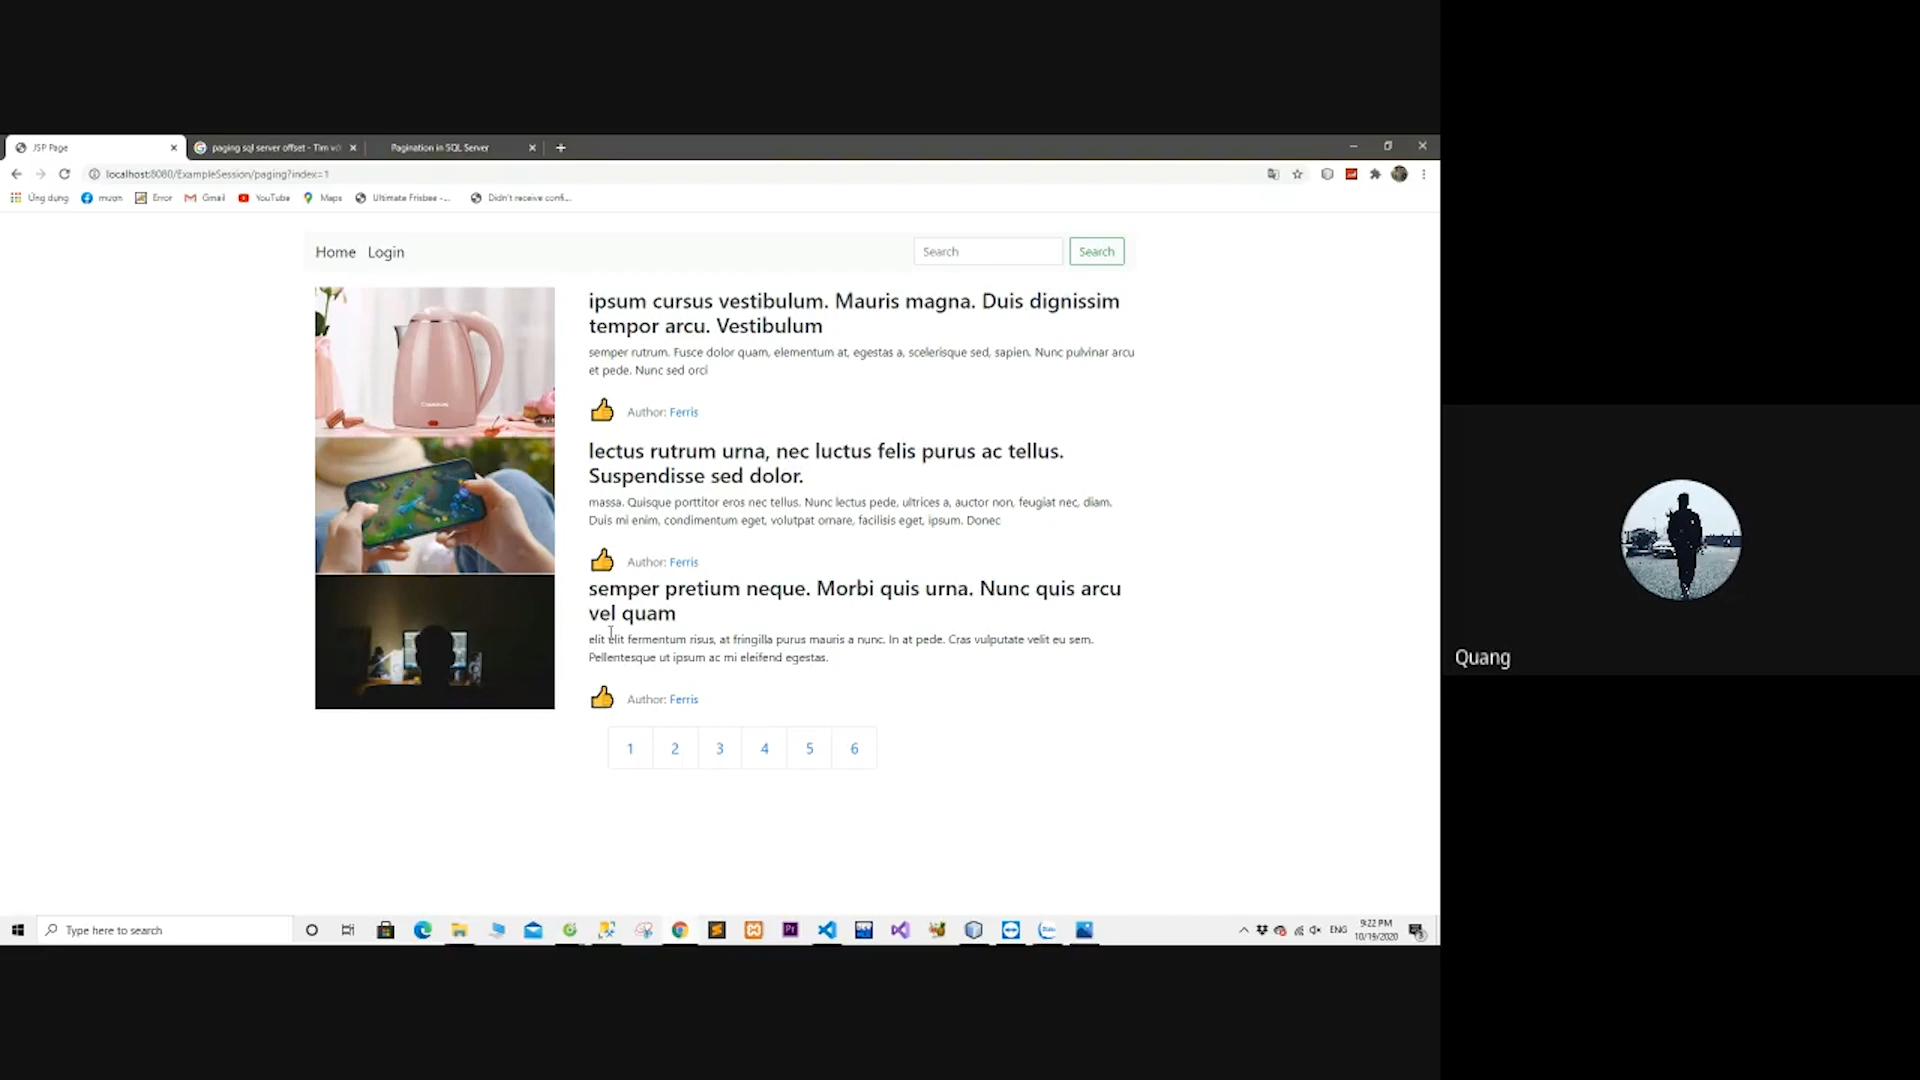 JSP Page
paging sql server offset - Tìm với
Pagination in SQL Server
localhost:8080/ExampleSession/paging?index=1
Ứng dụng
mượn
Error
Gmail
YouTube
Maps
Ultimate Frisbee -...
Didn't receive confi...
Home Login
Search
Search
ipsum cursus vestibulum. Mauris magna. Duis dignissim
tempor arcu. Vestibulum
semper rutrum. Fusce dolor quam, elementum at, egestas a, scelerisque sed, sapien. Nunc pulvinar arcu
et pede. Nunc sed orci
Author: Ferris
lectus rutrum urna, nec luctus felis purus ac tellus.
Suspendisse sed dolor.
massa. Quisque porttitor eros nec tellus. Nunc lectus pede, ultrices a, auctor non, feugiat nec, diam.
Duis mi enim, condimentum eget, volutpat ornare, facilisis eget, ipsum. Donec
Author: Ferris
semper pretium neque. Morbi quis urna. Nunc quis arcu
vel quam
elit elit fermentum risus, at fringilla purus mauris a nunc. In at pede. Cras vulputate velit eu sem.
Pellentesque ut ipsum ac mi eleifend egestas.
Author: Ferris
1 2 3 4 5 6
Quang
Type here to search
Pr
ENG
9:22 PM
10/19/2020